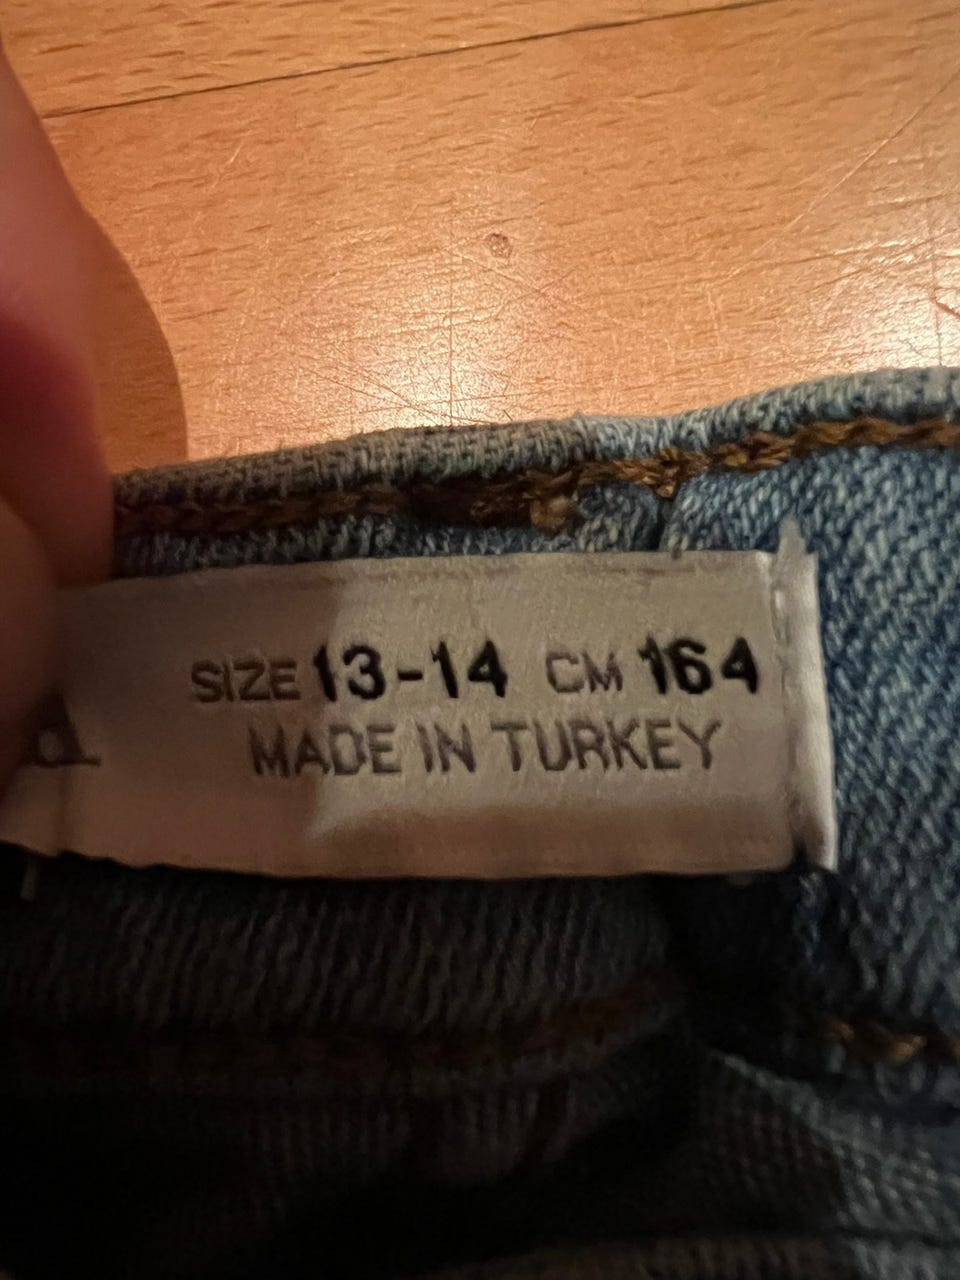 SIZE 13-14 CM 164
MADE IN TURKEY